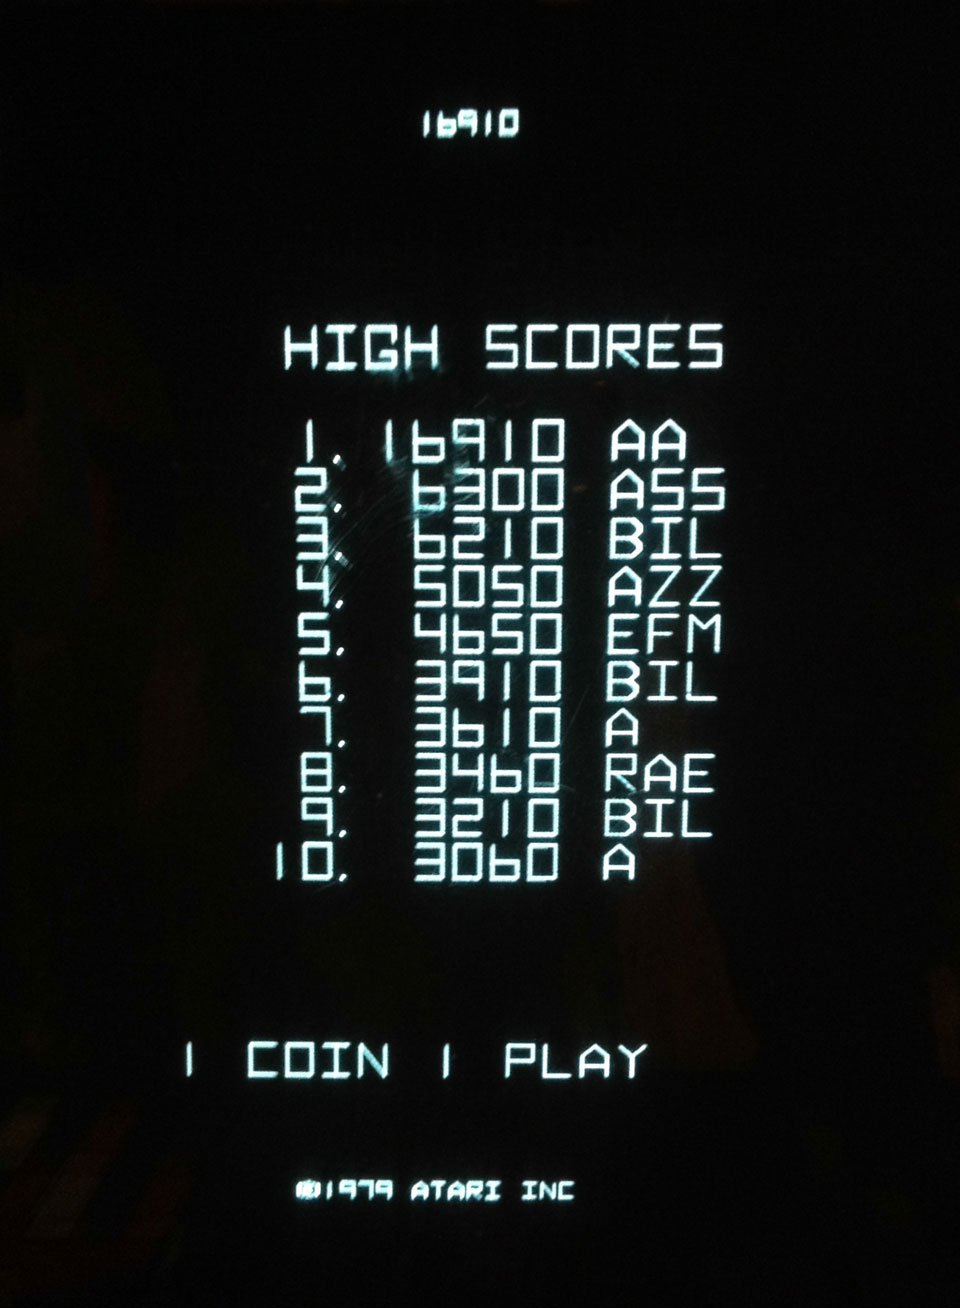 16910
HIGH SCORES
1. 16910 AA
2. 6300 ASS
3. 6210 BIL
4. 5050 AZZ
5. 4650 EFM
6. 3910 BIL
7. 3610 A
8. 3460 RAE
9. 3210 BIL
10. 3060 A
1 COIN 1 PLAY
©1979 ATARI INC